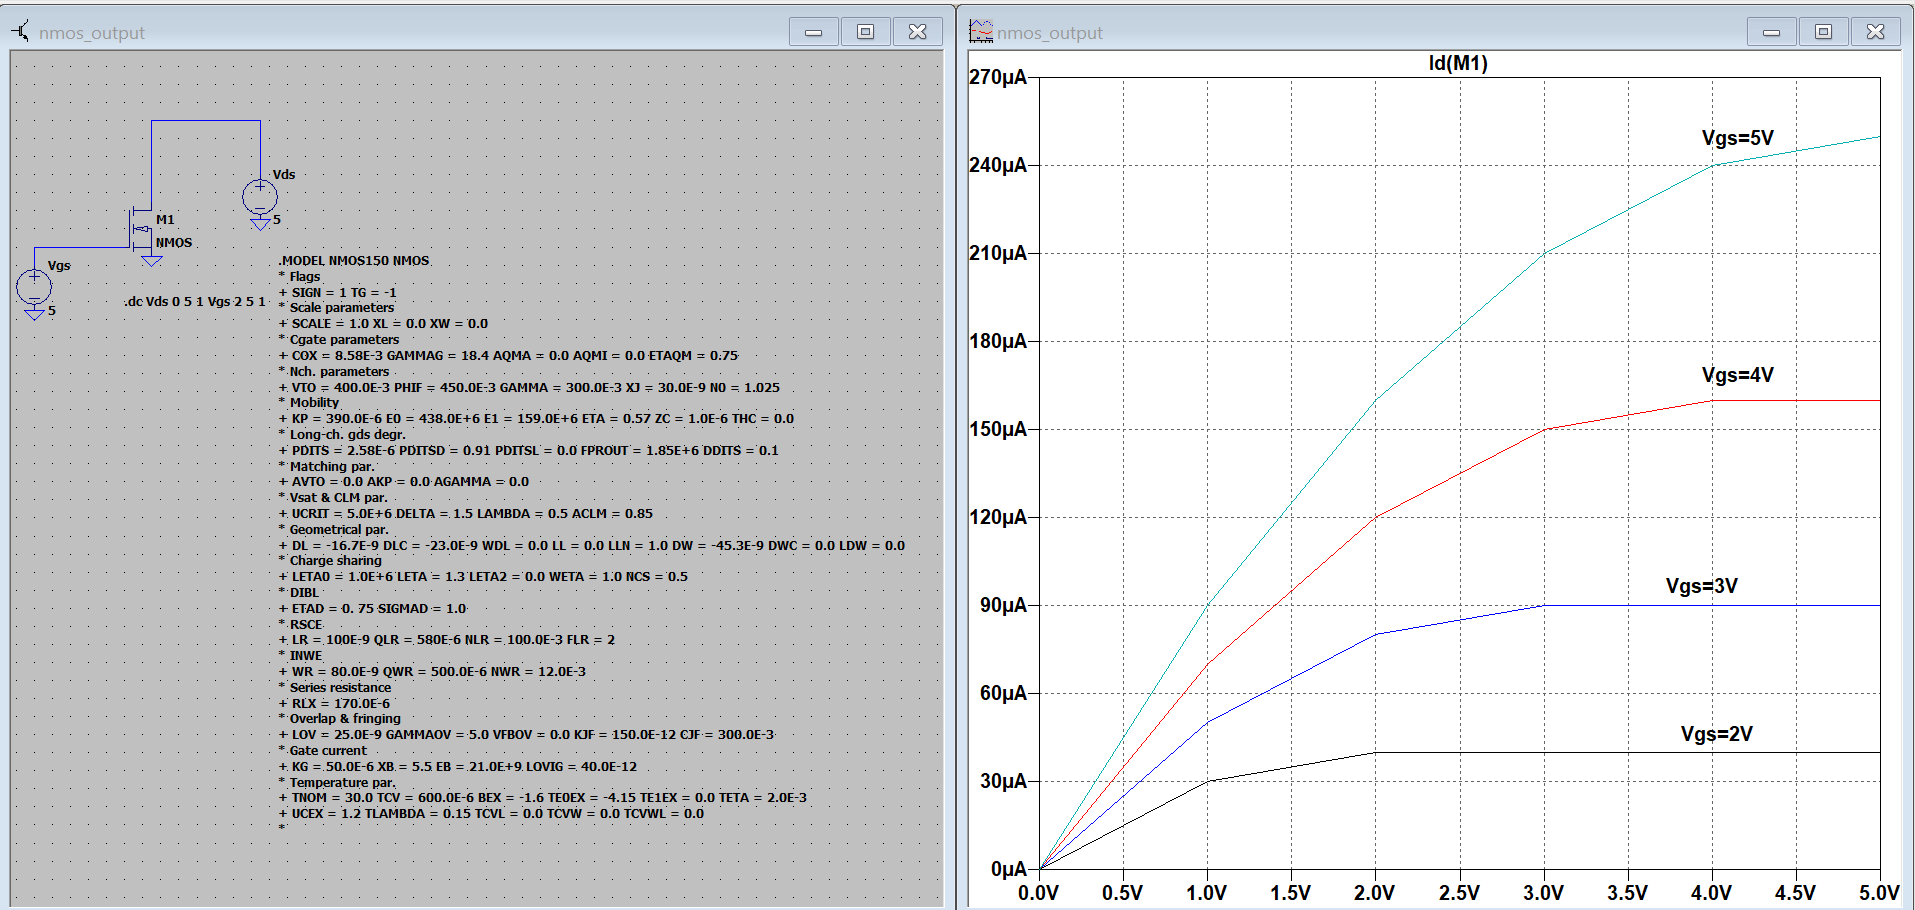 nmos_output
Vds
5
M1
NMOS
Vgs
5
.dc Vds 0 5 1 Vgs 2 5 1
.MODEL NMOS150 NMOS
* Flags
+ SIGN = 1 TG = -1
* Scale parameters
+ SCALE = 1.0 XL = 0.0 XW = 0.0
* Cgate parameters
+ COX = 8.58E-3 GAMMAG = 18.4 AQMA = 0.0 AQMI = 0.0 ETAQM = 0.75
* Nch. parameters
+ VTO = 400.0E-3 PHIF = 450.0E-3 GAMMA = 300.0E-3 XJ = 30.0E-9 N0 = 1.025
* Mobility
+ KP = 390.0E-6 E0 = 438.0E+6 E1 = 159.0E+6 ETA = 0.57 ZC = 1.0E-6 THC = 0.0
* Long-ch. gds degr.
+ PDITS = 2.58E-6 PDITSD = 0.91 PDITSL = 0.0 FPROUT = 1.85E+6 DDITS = 0.1
* Matching par.
+ AVTO = 0.0 AKP = 0.0 AGAMMA = 0.0
* Vsat & CLM par.
+ UCRIT = 5.0E+6 DELTA = 1.5 LAMBDA = 0.5 ACLM = 0.85
* Geometrical par.
+ DL = -16.7E-9 DLC = -23.0E-9 WDL = 0.0 LL = 0.0 LLN = 1.0 DW = -45.3E-9 DWC = 0.0 LDW = 0.0
* Charge sharing
+ LETA0 = 1.0E+6 LETA = 1.3 LETA2 = 0.0 WETA = 1.0 NCS = 0.5
* DIBL
+ ETAD = 0. 75 SIGMAD = 1.0
* RSCE
+ LR = 100E-9 QLR = 580E-6 NLR = 100.0E-3 FLR = 2
* INWE
+ WR = 80.0E-9 QWR = 500.0E-6 NWR = 12.0E-3
* Series resistance
+ RLX = 170.0E-6
* Overlap & fringing
+ LOV = 25.0E-9 GAMMAOV = 5.0 VFBOV = 0.0 KJF = 150.0E-12 CJF = 300.0E-3
* Gate current
+ KG = 50.0E-6 XB = 5.5 EB = 21.0E+9 LOVIG = 40.0E-12
* Temperature par.
+ TNOM = 30.0 TCV = 600.0E-6 BEX = -1.6 TE0EX = -4.15 TE1EX = 0.0 TETA = 2.0E-3
+ UCEX = 1.2 TLAMBDA = 0.15 TCVL = 0.0 TCVW = 0.0 TCVWL = 0.0
*
nmos_output
Id(M1)
270µA
240µA
210µA
180µA
150µA
120µA
90µA
60µA
30µA
0µA
Vgs=5V
Vgs=4V
Vgs=3V
Vgs=2V
0.0V 0.5V 1.0V 1.5V 2.0V 2.5V 3.0V 3.5V 4.0V 4.5V 5.0V